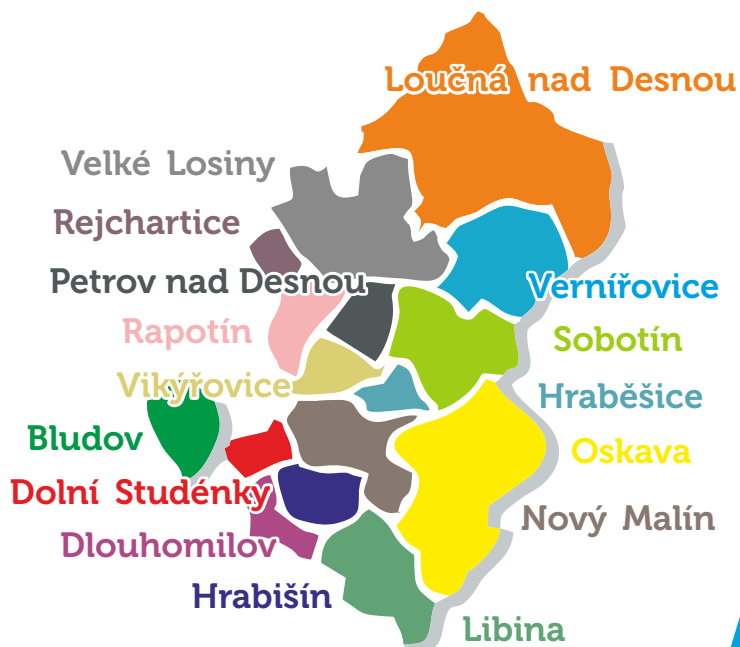 Loučná nad Desnou
Velké Losiny
Rejchartice
Petrov nad Desnou
Vernířovice
Rapotín
Sobotín
Vikýřovice
Hraběšice
Bludov
Oskava
Dolní Studénky
Nový Malín
Dlouhomilov
Hrabišín
Libina